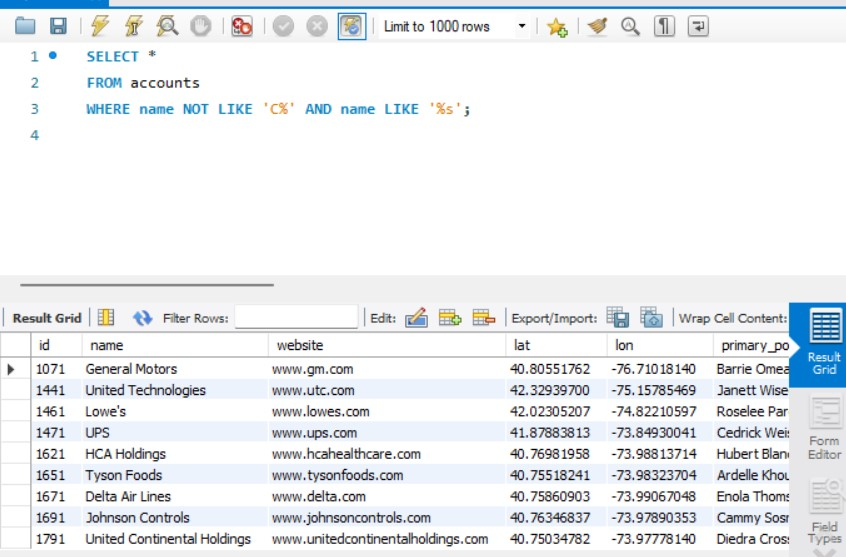 Limit to 1000 rows
1 SELECT *
2 FROM accounts
3 WHERE name NOT LIKE 'C%' AND name LIKE '%s';
4
Result Grid Filter Rows: Edit: Export/Import: Wrap Cell Content:
id name website lat lon primary_po
1071 General Motors www.gm.com 40.80551762 -76.71018140 Barrie Omea
1441 United Technologies www.utc.com 42.32939700 -75.15785469 Janett Wise
1461 Lowe's www.lowes.com 42.02305207 -74.82210597 Roselee Par
1471 UPS www.ups.com 41.87883813 -73.84930041 Cedrick Weis
1621 HCA Holdings www.hcahealthcare.com 40.76981958 -73.98813714 Hubert Blan
1651 Tyson Foods www.tysonfoods.com 40.75518241 -73.98323704 Ardelle Khou
1671 Delta Air Lines www.delta.com 40.75860903 -73.99067048 Enola Thoms
1691 Johnson Controls www.johnsoncontrols.com 40.76346837 -73.97890353 Cammy Sosn
1791 United Continental Holdings www.unitedcontinentalholdings.com 40.75034782 -73.97778140 Diedra Cross
Result
Grid
Form
Editor
Field
Types